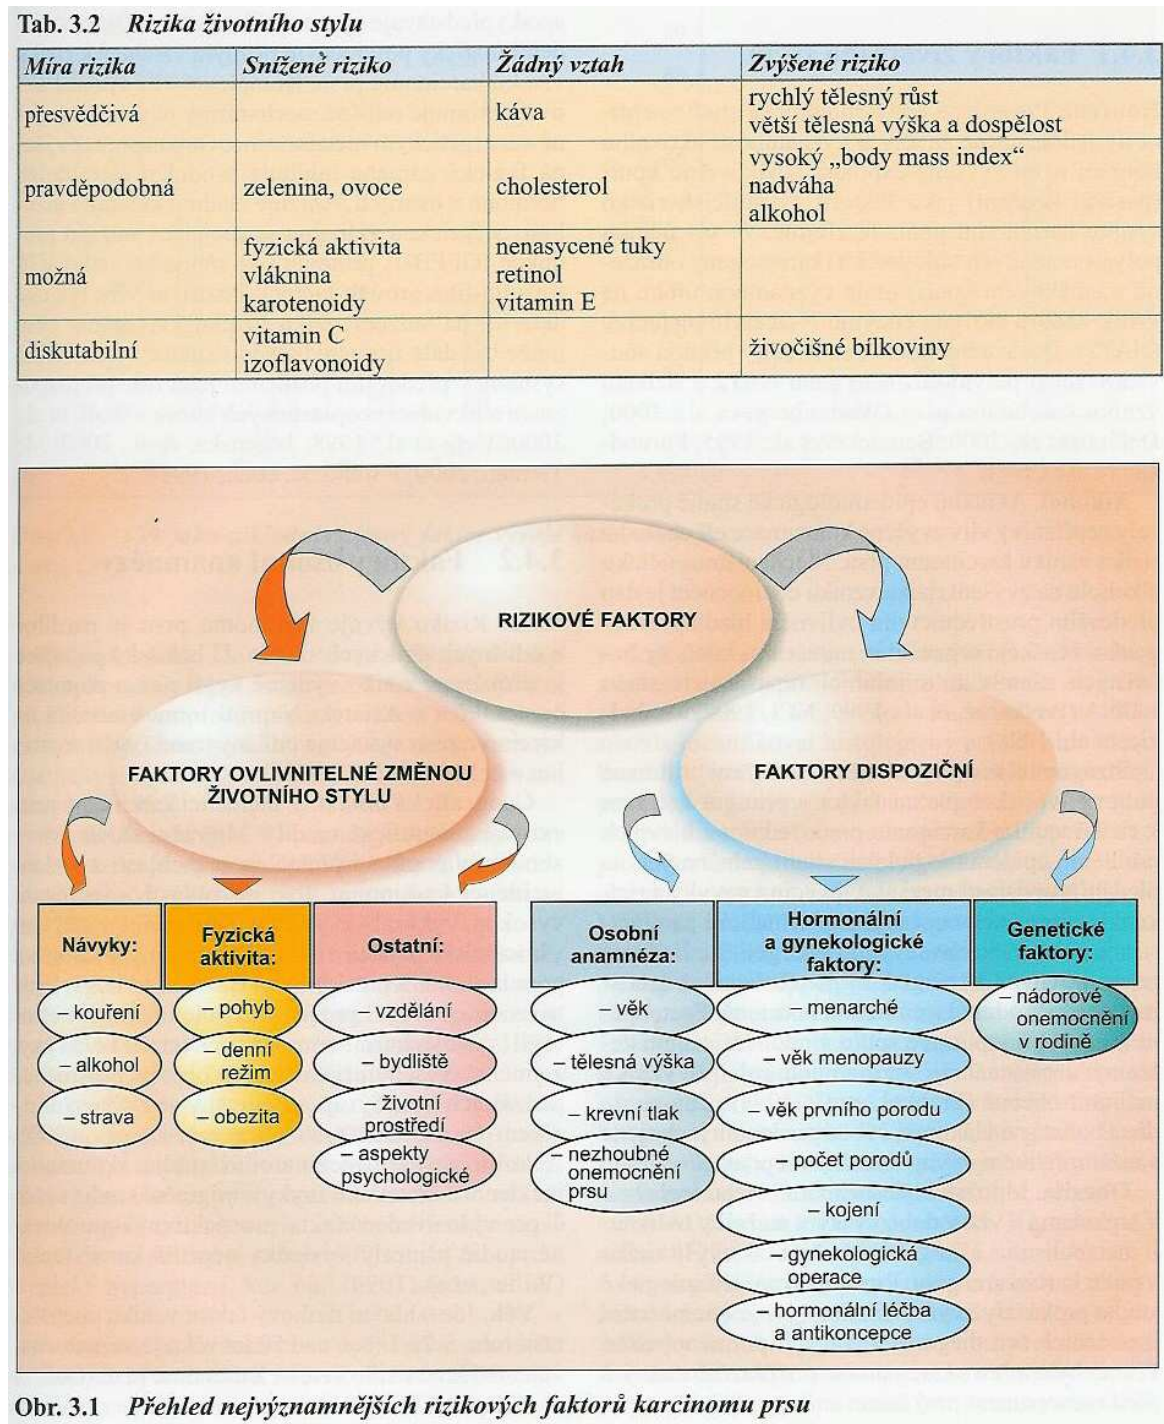 Tab. 3.2 Rizika životního stylu
Míra rizika Snížené riziko Žádný vztah Zvýšené riziko
přesvědčivá káva rychlý tělesný růst
větší tělesná výška a dospělost
pravděpodobná zelenina, ovoce cholesterol vysoký „body mass index“
nadváha
alkohol
možná fyzická aktivita nenasycené tuky
vláknina retinol
karotenoidy vitamin E
diskutabilní vitamin C živočišné bílkoviny
izoflavonoidy
RIZIKOVÉ FAKTORY
FAKTORY OVLIVNITELNÉ ZMĚNOU
ŽIVOTNÍHO STYLU
FAKTORY DISPOZIČNÍ
Návyky:
– kouření
– alkohol
– strava
Fyzická
aktivita:
– pohyb
– denní
režim
– obezita
Ostatní:
– vzdělání
– bydliště
– životní
prostředí
– aspekty
psychologické
Osobní
anamnéza:
– věk
– tělesná výška
– krevní tlak
– nezhoubné
onemocnění
prsu
Hormonální
a gynekologické
faktory:
– menarché
– věk menopauzy
– věk prvního porodu
– počet porodů
– kojení
– gynekologická
operace
– hormonální léčba
a antikoncepce
Genetické
faktory:
– nádorové
onemocnění
v rodině
Obr. 3.1 Přehled nejvýznamnějších rizikových faktorů karcinomu prsu